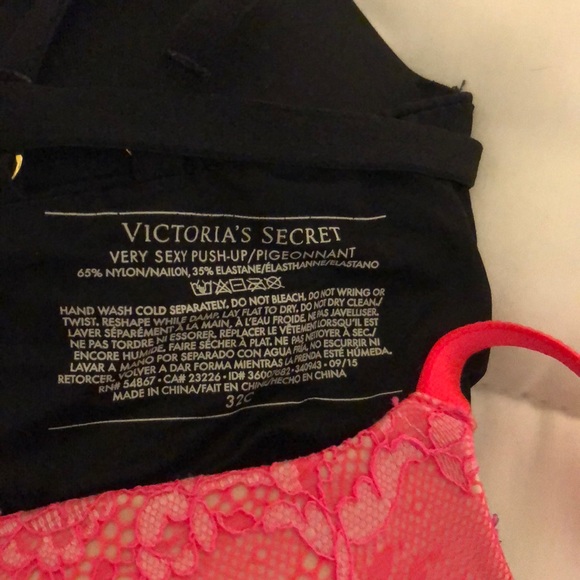 VICTORIA'S SECRET
VERY SEXY PUSH-UP/PIGEONNANT
65% NYLON/NAILON, 35% ELASTANE/ÉLASTHANNE/ELASTANO
HAND WASH COLD SEPARATELY. DO NOT BLEACH. DO NOT WRING OR
TWIST. RESHAPE WHILE DAMP. LAY FLAT TO DRY. DO NOT DRY CLEAN/
LAVER SÉPARÉMENT À LA MAIN, À L'EAU FROIDE. NE PAS JAVELLISER.
NE PAS TORDRE NI ESSORER. REPLACER LE VÊTEMENT LORSQU'IL EST
ENCORE HUMIDE. FAIRE SÉCHER À PLAT. NE PAS NETTOYER À SEC/
LAVAR A MANO POR SEPARADO CON AGUA FRÍA. NO ESCURRIR NI
RETORCER. VOLVER A DAR FORMA MIENTRAS LA PRENDA ESTÉ HÚMEDA.
RN# 54867 • CA# 23226 • 340943 • 09/15
MADE IN CHINA/FAIT EN CHINE/HECHO EN CHINA
32C